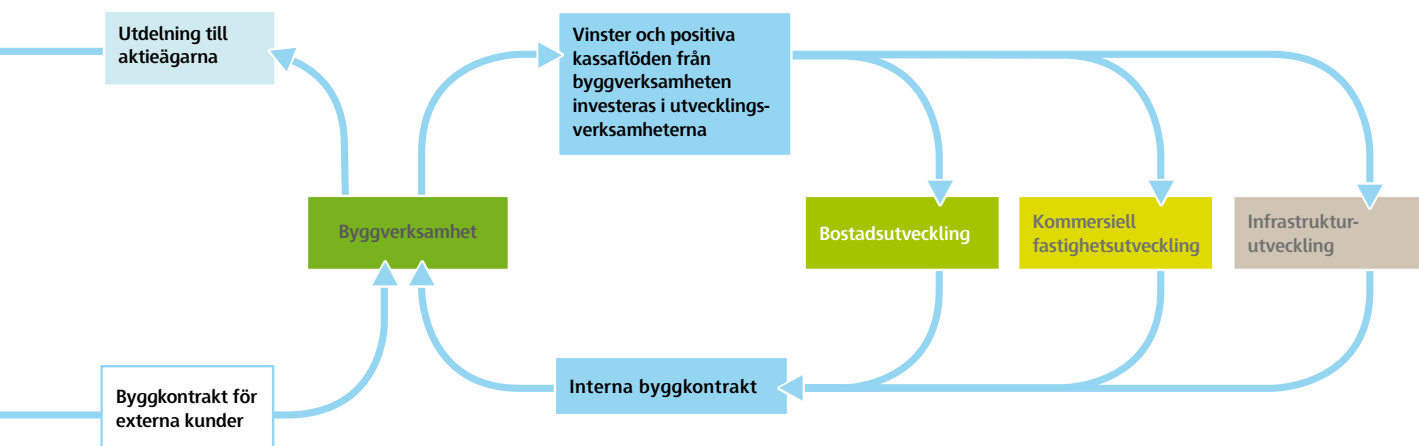 Utdelning till
aktieägarna
Vinster och positiva
kassaflöden från
byggverksamheten
investeras i utvecklings-
verksamheterna
Byggverksamhet
Bostadsutveckling
Kommersiell
fastighetsutveckling
Infrastruktur-
utveckling
Interna byggkontrakt
Byggkontrakt för
externa kunder